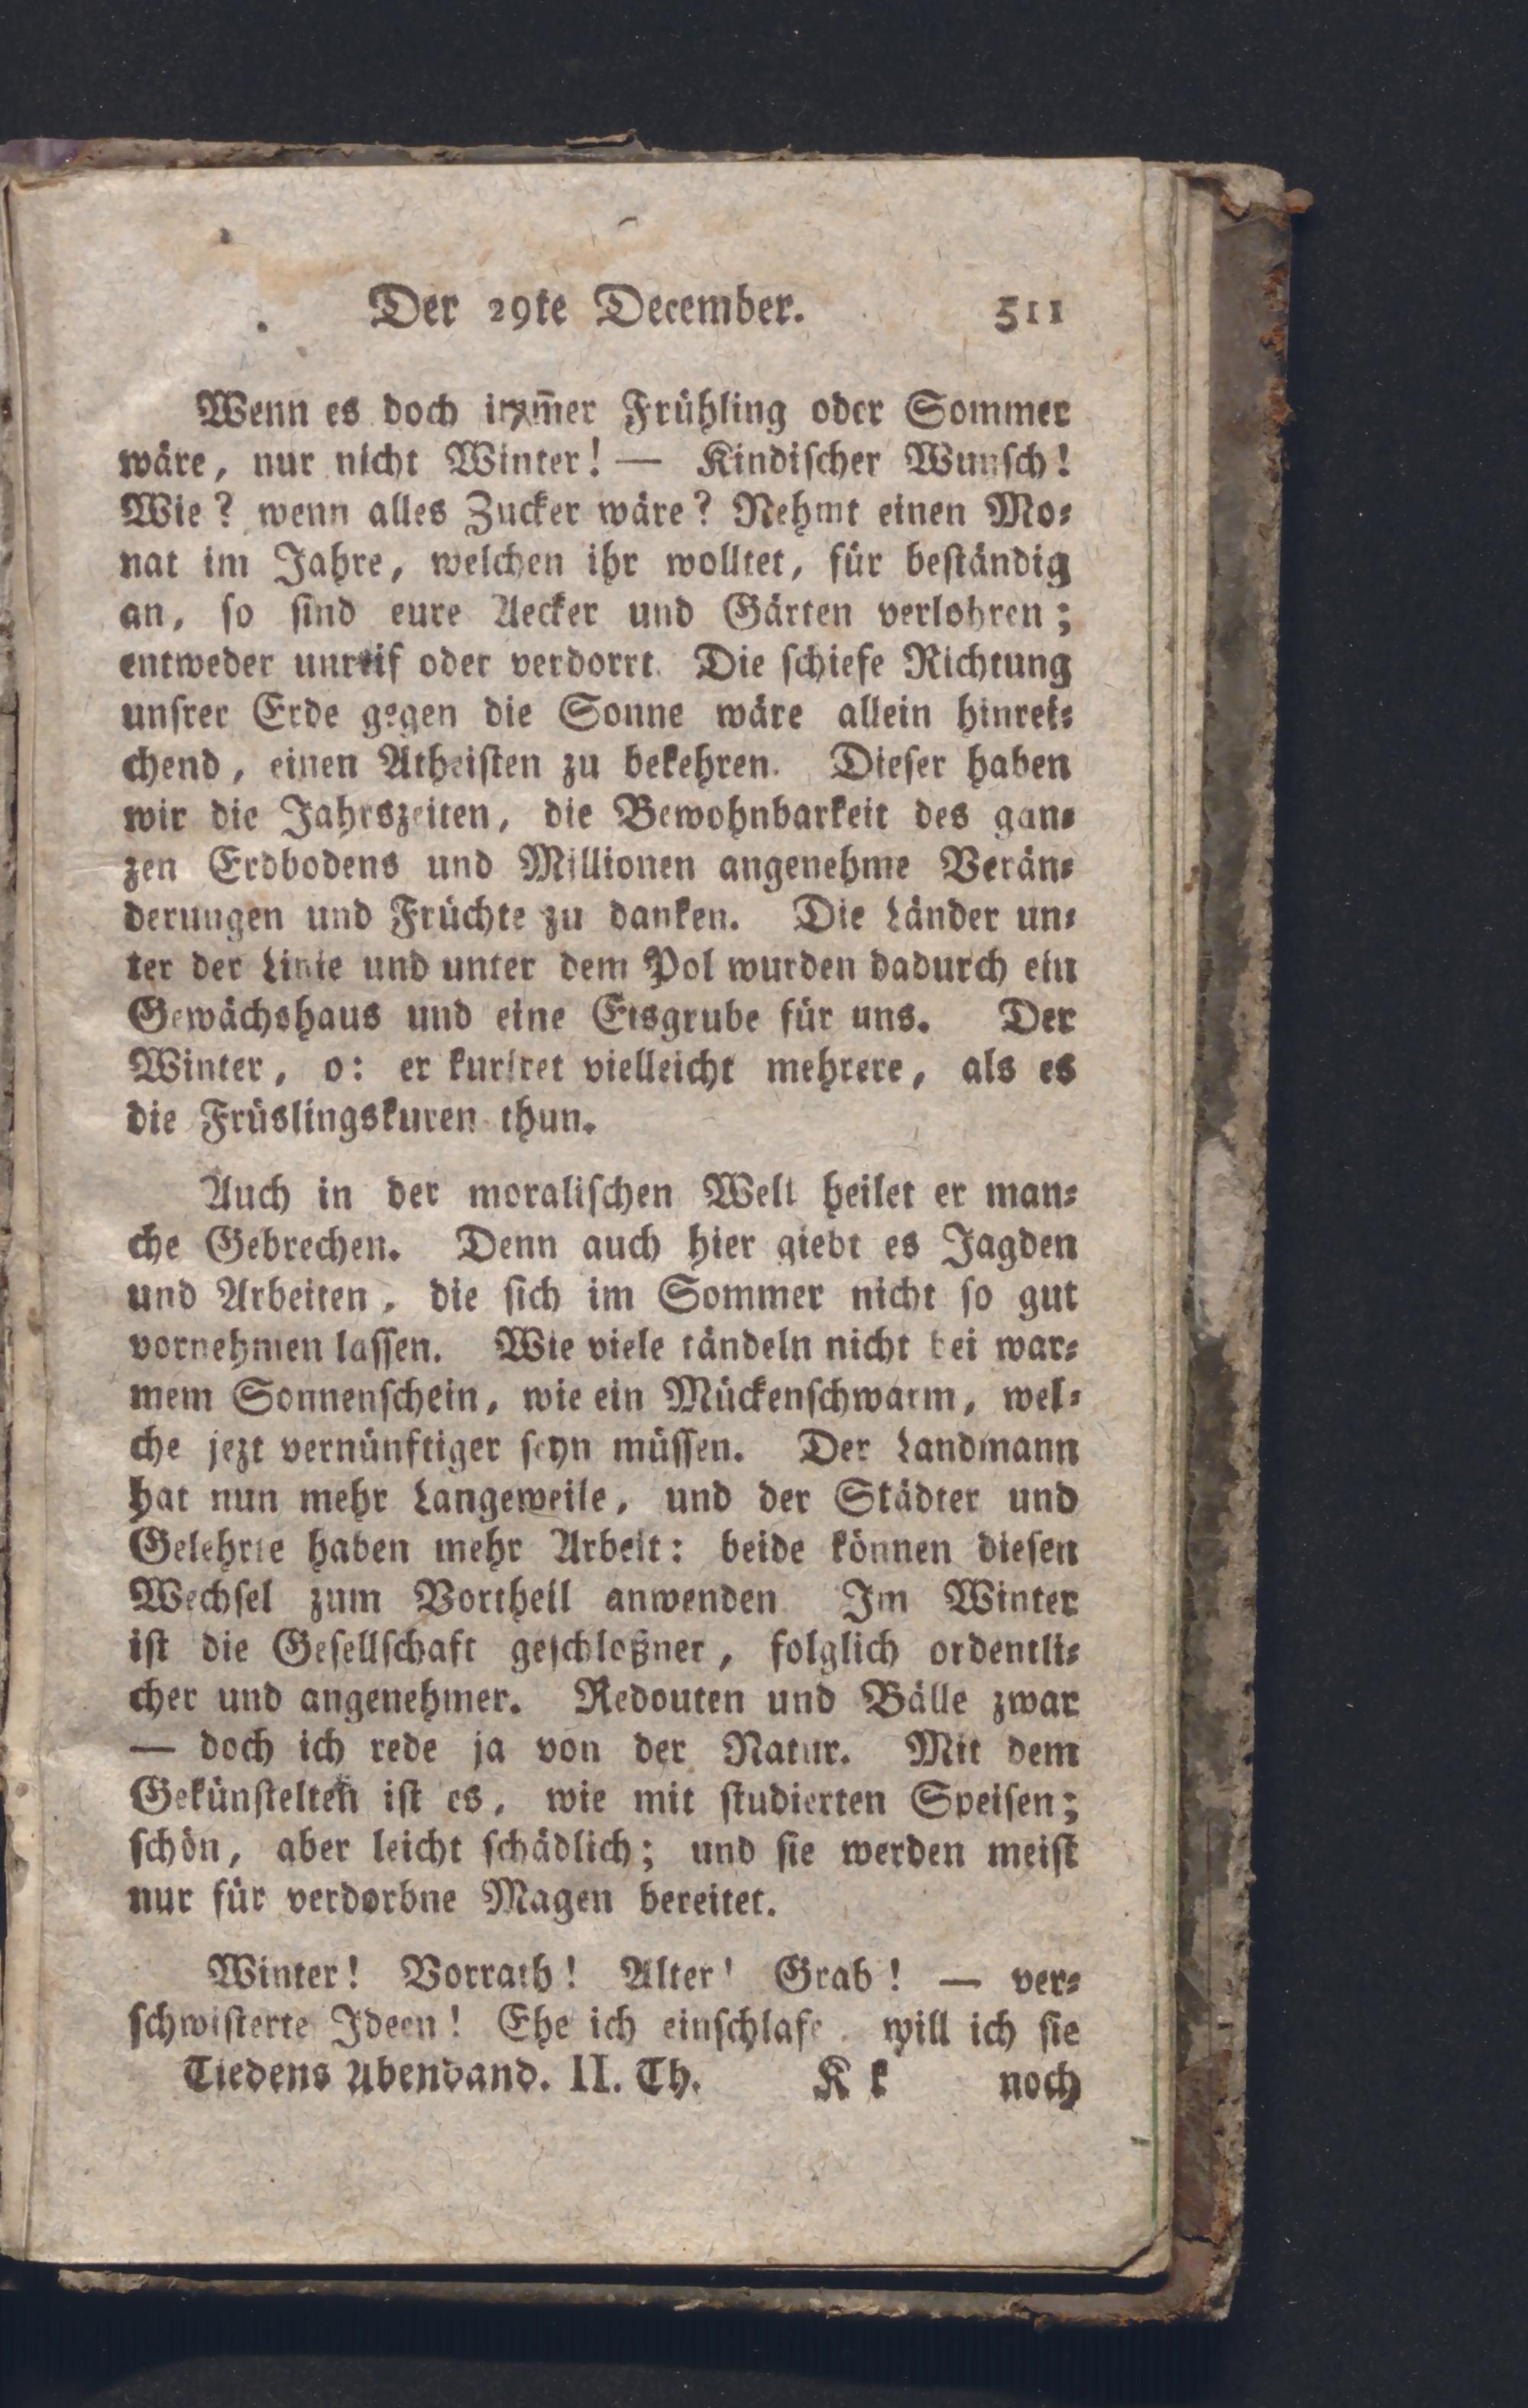 Der 29te December. 511
Wenn es doch im̄er Frühling oder Sommer
wäre, nur nicht Winter! — Kindiſcher Wunſch!
Wie? wenn alles Zucker wäre? Nehmt einen Mo⸗
nat im Jahre, welchen ihr wolltet, für beſtändig
an, ſo ſind eure Aecker und Gärten verlohren;
entweder unreif oder verdorrt. Die ſchiefe Richtung
unſrer Erde gegen die Sonne wäre allein hinrei⸗
chend, einen Atheiſten zu bekehren. Dieſer haben
wir die Jahrszeiten, die Bewohnbarkeit des gan⸗
zen Erdbodens und Millionen angenehme Verän⸗
derungen und Früchte zu danken. Die Länder un⸗
ter der Linie und unter dem Pol wurden dadurch ein
Gewächshaus und eine Eisgrube für uns. Der
Winter, o: er kuriret vielleicht mehrere, als es
die Früslingskuren thun.
Auch in der moraliſchen Welt heilet er man⸗
che Gebrechen. Denn auch hier giebt es Jagden
und Arbeiten, die ſich im Sommer nicht ſo gut
vornehmen laſſen. Wie viele tändeln nicht bei war⸗
mem Sonnenſchein, wie ein Mückenſchwarm, wel⸗
che jezt vernünftiger ſeyn müſſen. Der Landmann
hat nun mehr Langeweile, und der Städter und
Gelehrte haben mehr Arbeit: beide können dieſen
Wechſel zum Vortheil anwenden. Im Winter
iſt die Geſellſchaft geſchloßner, folglich ordentli⸗
cher und angenehmer. Redouten und Bälle zwar
— doch ich rede ja von der Natur. Mit dem
Gekünſtelten iſt es, wie mit ſtudierten Speiſen;
ſchön, aber leicht ſchädlich; und ſie werden meiſt
nur für verdorbne Magen bereitet.
Winter! Vorrath! Alter! Grab! — ver⸗
ſchwiſterte Ideen! Ehe ich einſchlafe, will ich ſie
Tiedens Abendand. II. Th. K k noch